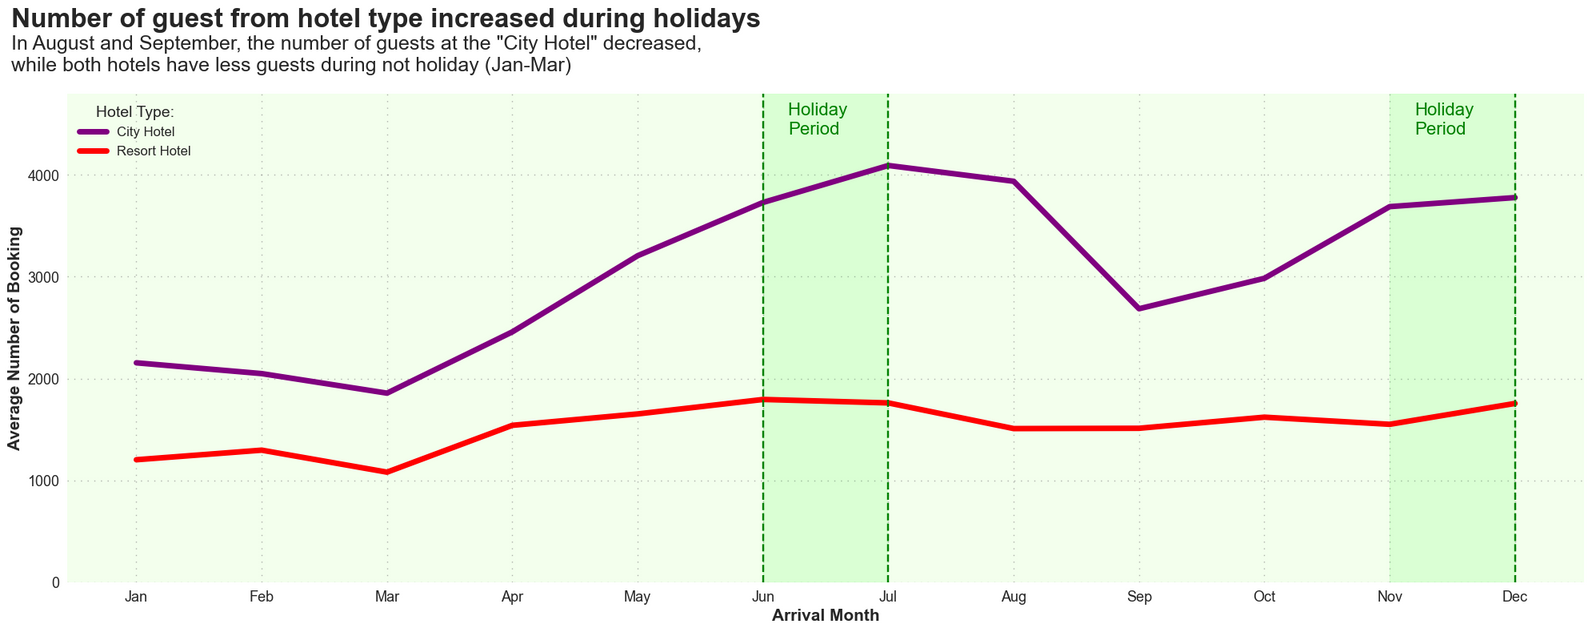 Number of guest from hotel type increased during holidays
In August and September, the number of guests at the "City Hotel" decreased,
while both hotels have less guests during not holiday (Jan-Mar)
Hotel Type:
City Hotel
Resort Hotel
Holiday
Period
Holiday
Period
Average Number of Booking
4000
3000
2000
1000
0
Jan Feb Mar Apr May Jun Jul Aug Sep Oct Nov Dec
Arrival Month